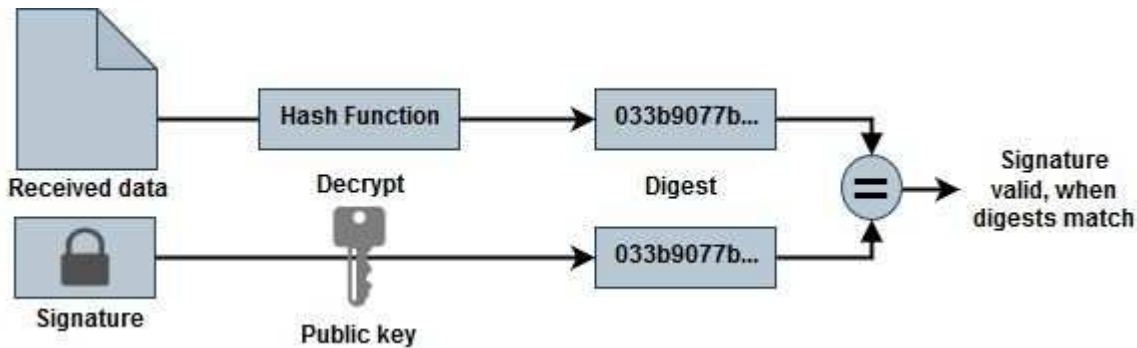 Hash Function
033b9077b...
Received data
Decrypt
Digest
Signature
valid, when
digests match
033b9077b...
Signature
Public key